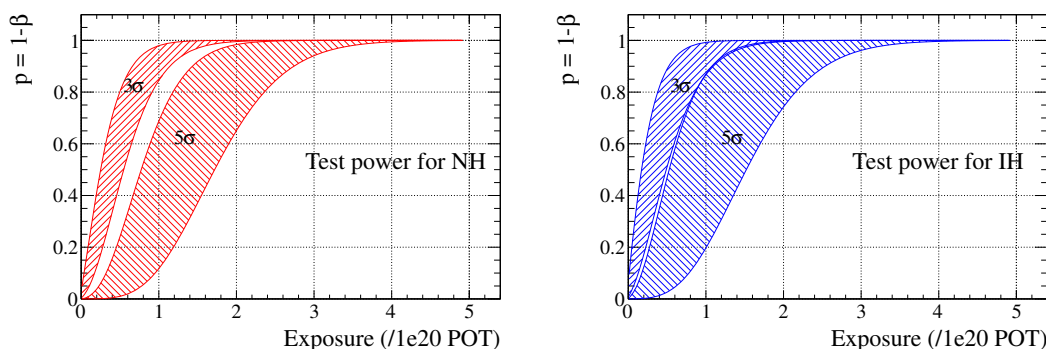 p = 1-β
1
0.8
0.6
0.4
0.2
0
3σ
5σ
Test power for NH
0 1 2 3 4 5
Exposure (/1e20 POT)
p = 1-β
1
0.8
0.6
0.4
0.2
0
3σ
5σ
Test power for IH
0 1 2 3 4 5
Exposure (/1e20 POT)